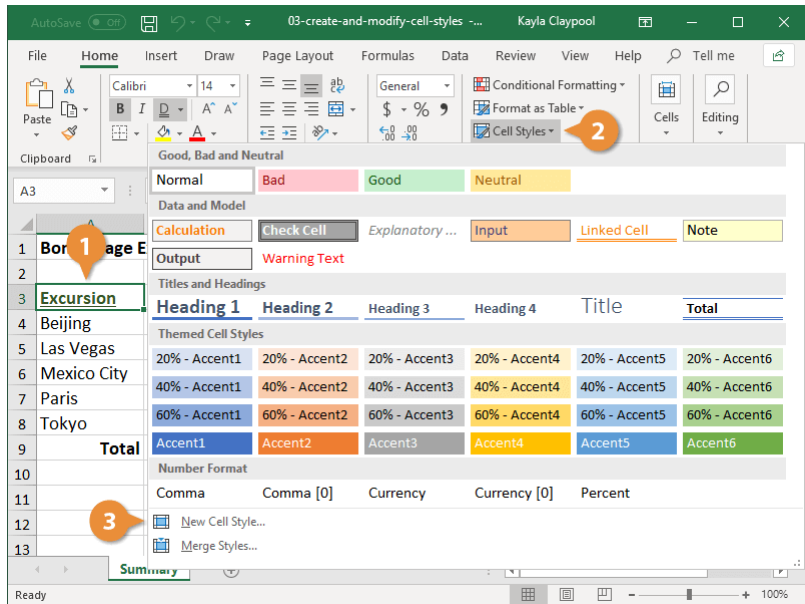 AutoSave Off 03-create-and-modify-cell-styles -... Kayla Claypool
File Home Insert Draw Page Layout Formulas Data Review View Help Tell me
Calibri 14 ab General Conditional Formatting
Paste B I D A A $ % 9 Format as Table Cells Editing
A .00 .0 Cell Styles 2
Clipboard
Good, Bad and Neutral
A3 Normal Bad Good Neutral
Data and Model
Calculation Check Cell Explanatory ... Input Linked Cell Note
1
1 age E
Output Warning Text
2
Titles and Headings
3 Excursion Heading 1 Heading 2 Heading 3 Heading 4 Title Total
4 Beijing Themed Cell Styles
5 Las Vegas 20% - Accent1 20% - Accent2 20% - Accent3 20% - Accent4 20% - Accent5 20% - Accent6
6 Mexico City 40% - Accent1 40% - Accent2 40% - Accent3 40% - Accent4 40% - Accent5 40% - Accent6
7 Paris 60% - Accent1 60% - Accent2 60% - Accent3 60% - Accent4 60% - Accent5 60% - Accent6
8 Tokyo
9 Total Accent1 Accent2 Accent3 Accent4 Accent5 Accent6
10 Number Format
11 Comma Comma [0] Currency Currency [0] Percent
12 3 New Cell Style...
13 Merge Styles...
Summary
Ready 100%